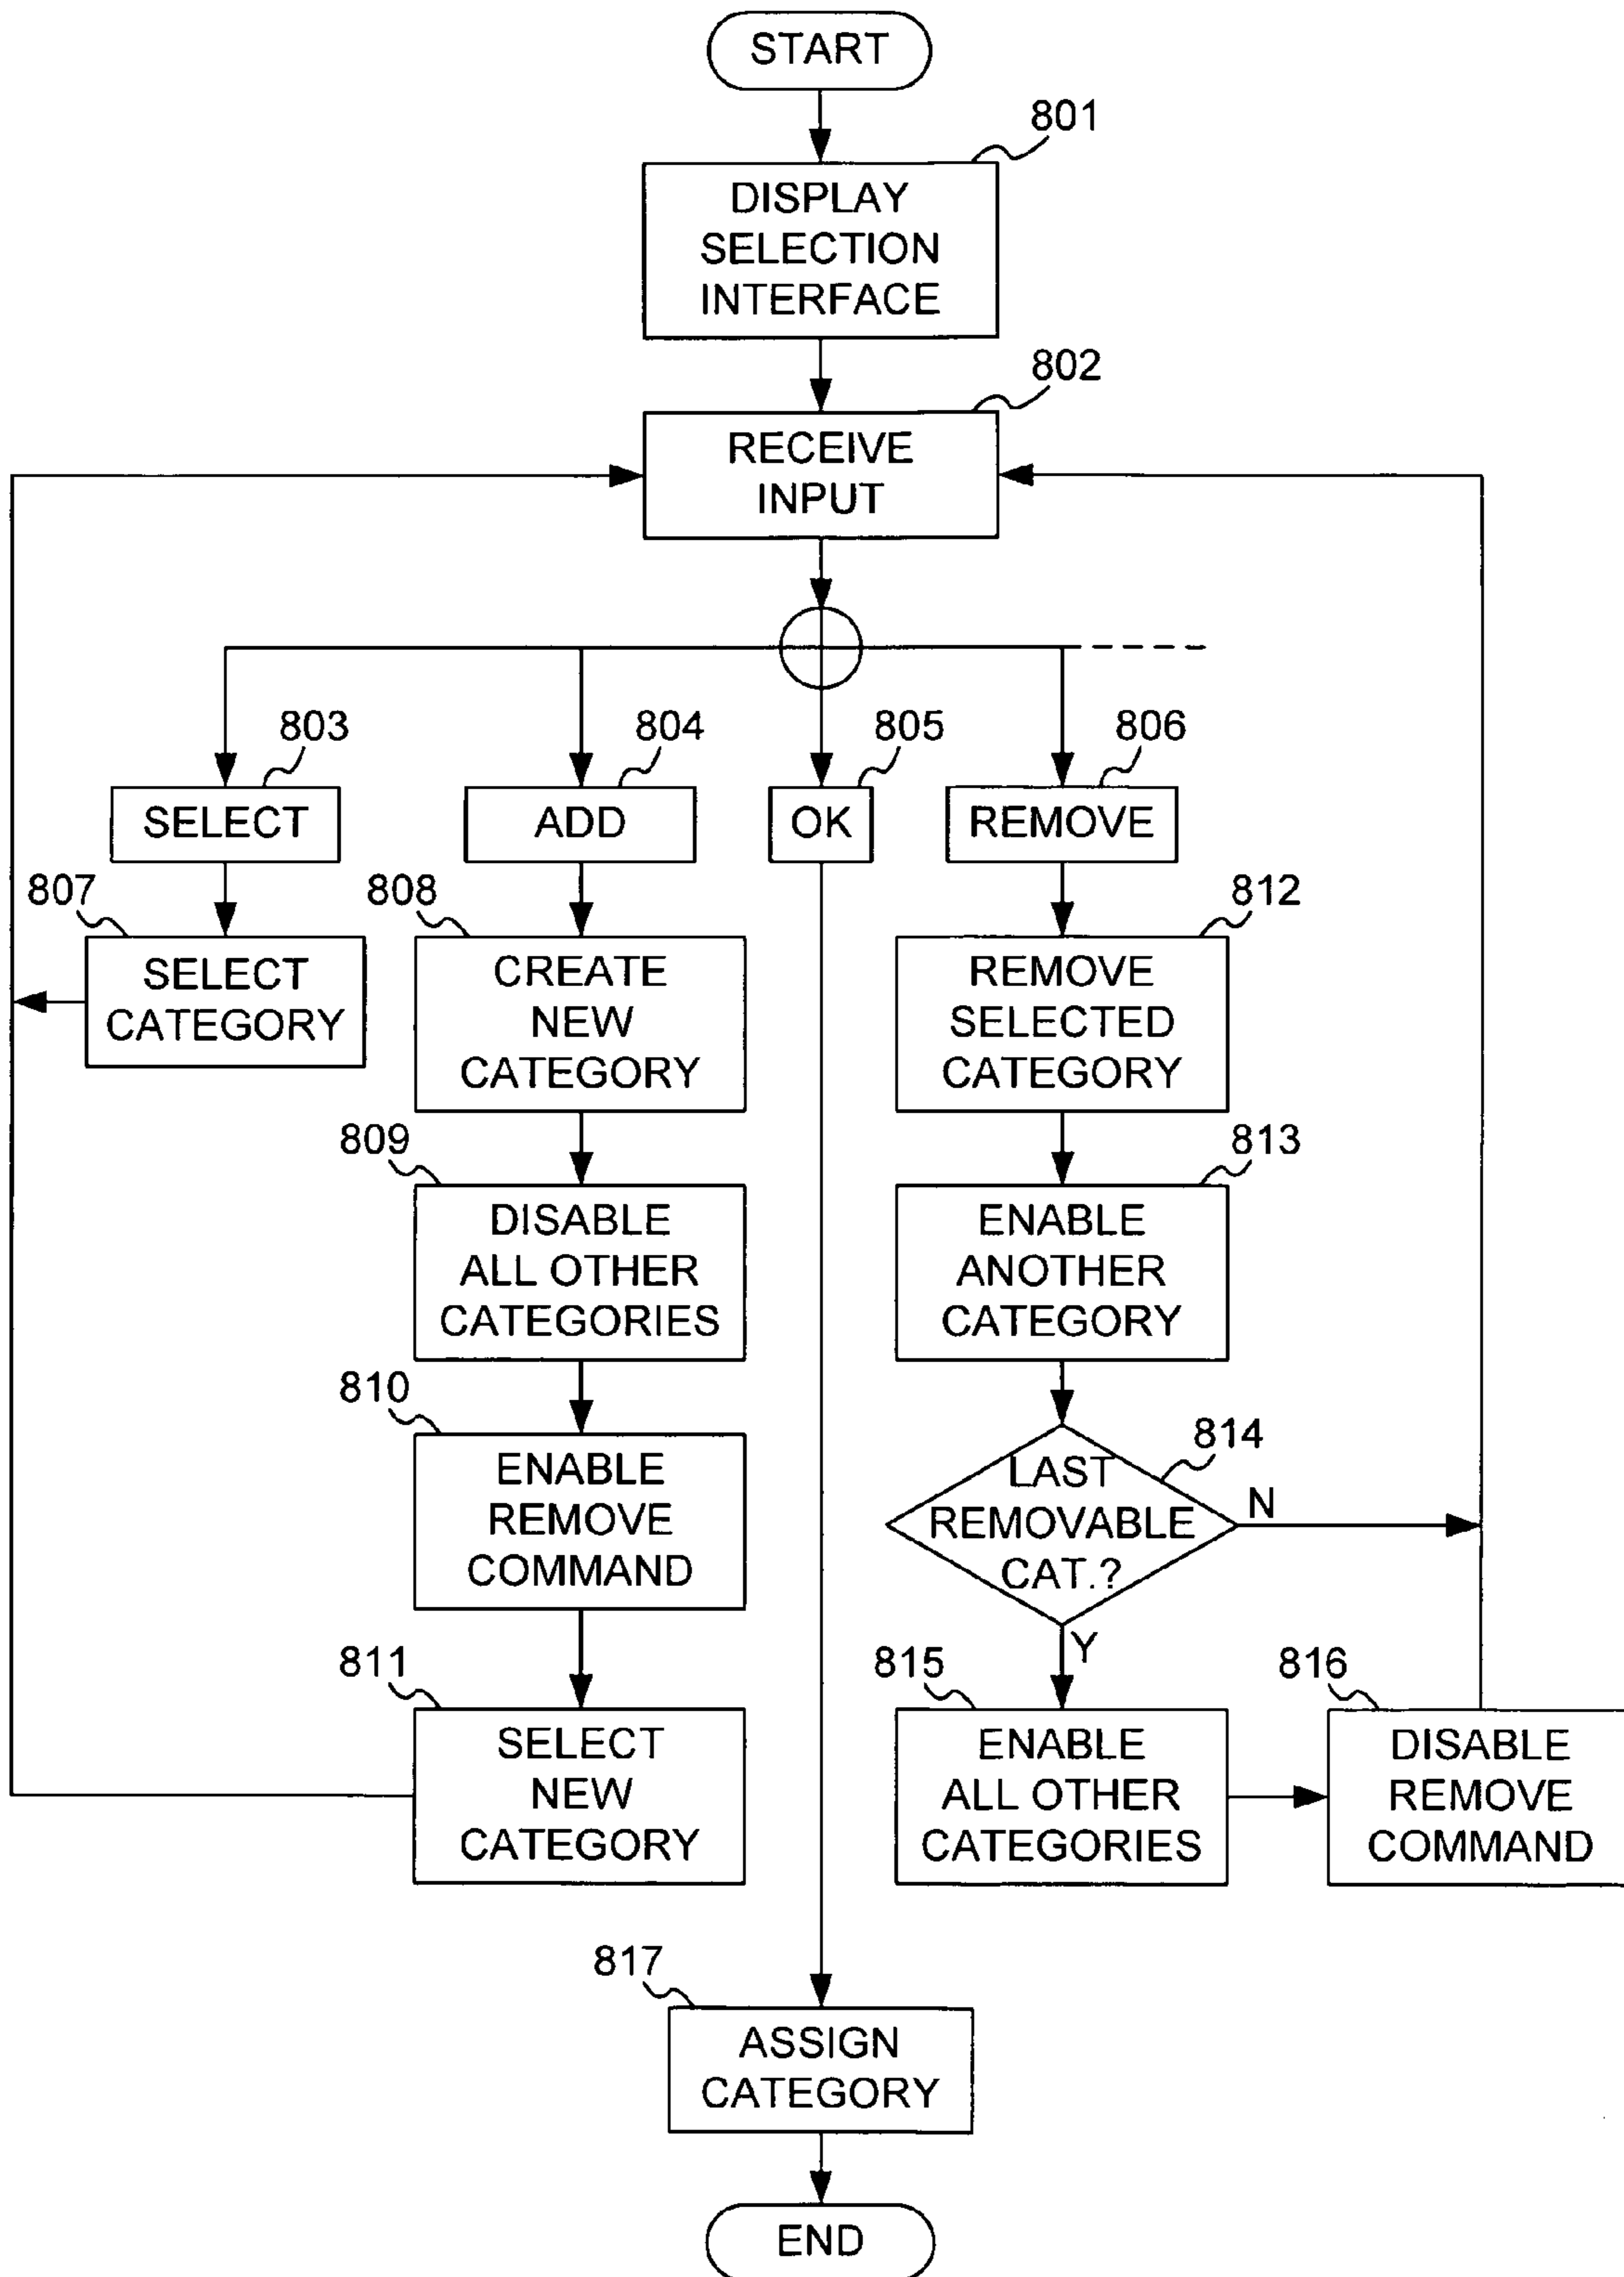 START
801
DISPLAY
SELECTION
INTERFACE
802
RECEIVE
INPUT
803
804
805
806
SELECT
ADD
OK
REMOVE
807
SELECT
CATEGORY
808
CREATE
NEW
CATEGORY
812
REMOVE
SELECTED
CATEGORY
809
DISABLE
ALL OTHER
CATEGORIES
813
ENABLE
ANOTHER
CATEGORY
810
ENABLE
REMOVE
COMMAND
814
LAST
REMOVABLE
CAT.?
N
Y
811
SELECT
NEW
CATEGORY
815
ENABLE
ALL OTHER
CATEGORIES
816
DISABLE
REMOVE
COMMAND
817
ASSIGN
CATEGORY
END